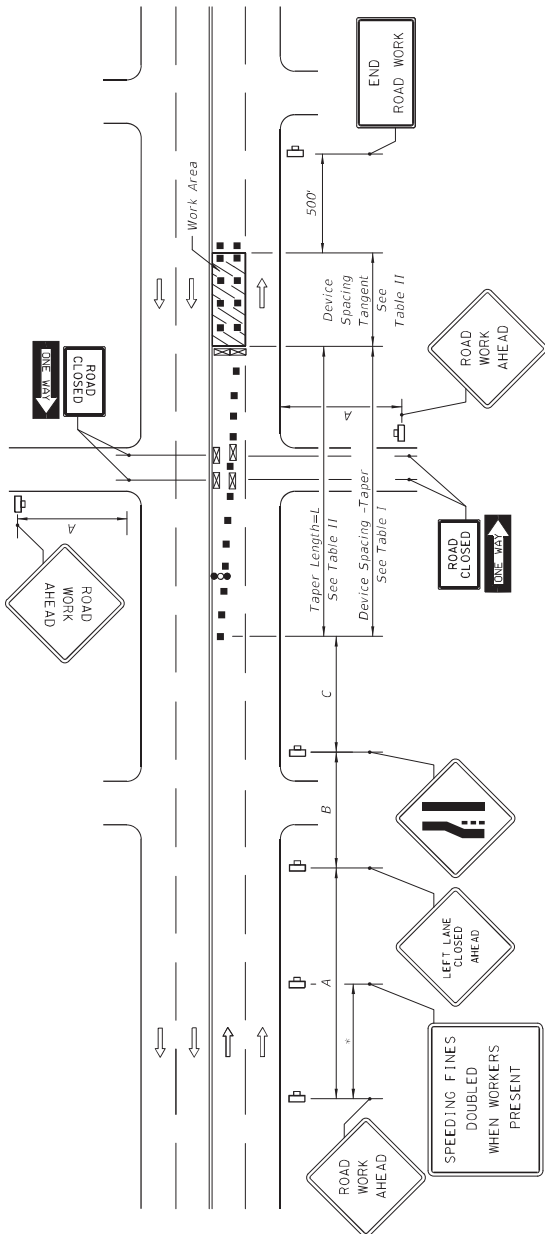 END
ROAD WORK
500'
Work Area
Device
Spacing
Tangent
See
Table II
ROAD
WORK
AHEAD
A
ONE WAY
ROAD
CLOSED
Taper Length=L
See Table II
Device Spacing -Taper
See Table I
ROAD
CLOSED
ONE WAY
A
ROAD
WORK
AHEAD
C
B
LEFT LANE
CLOSED
AHEAD
A
*
SPEEDING FINES
DOUBLED
WHEN WORKERS
PRESENT
ROAD
WORK
AHEAD